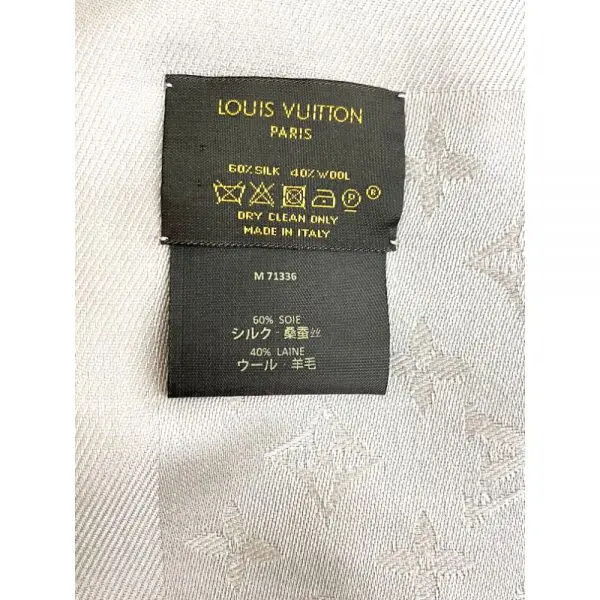 LOUIS VUITTON
PARIS
60% SILK 40% WOOL
P ®
DRY CLEAN ONLY
MADE IN ITALY
M 71336
60% SOIE
シルク · 桑蚕丝
40% LAINE
ウール · 羊毛